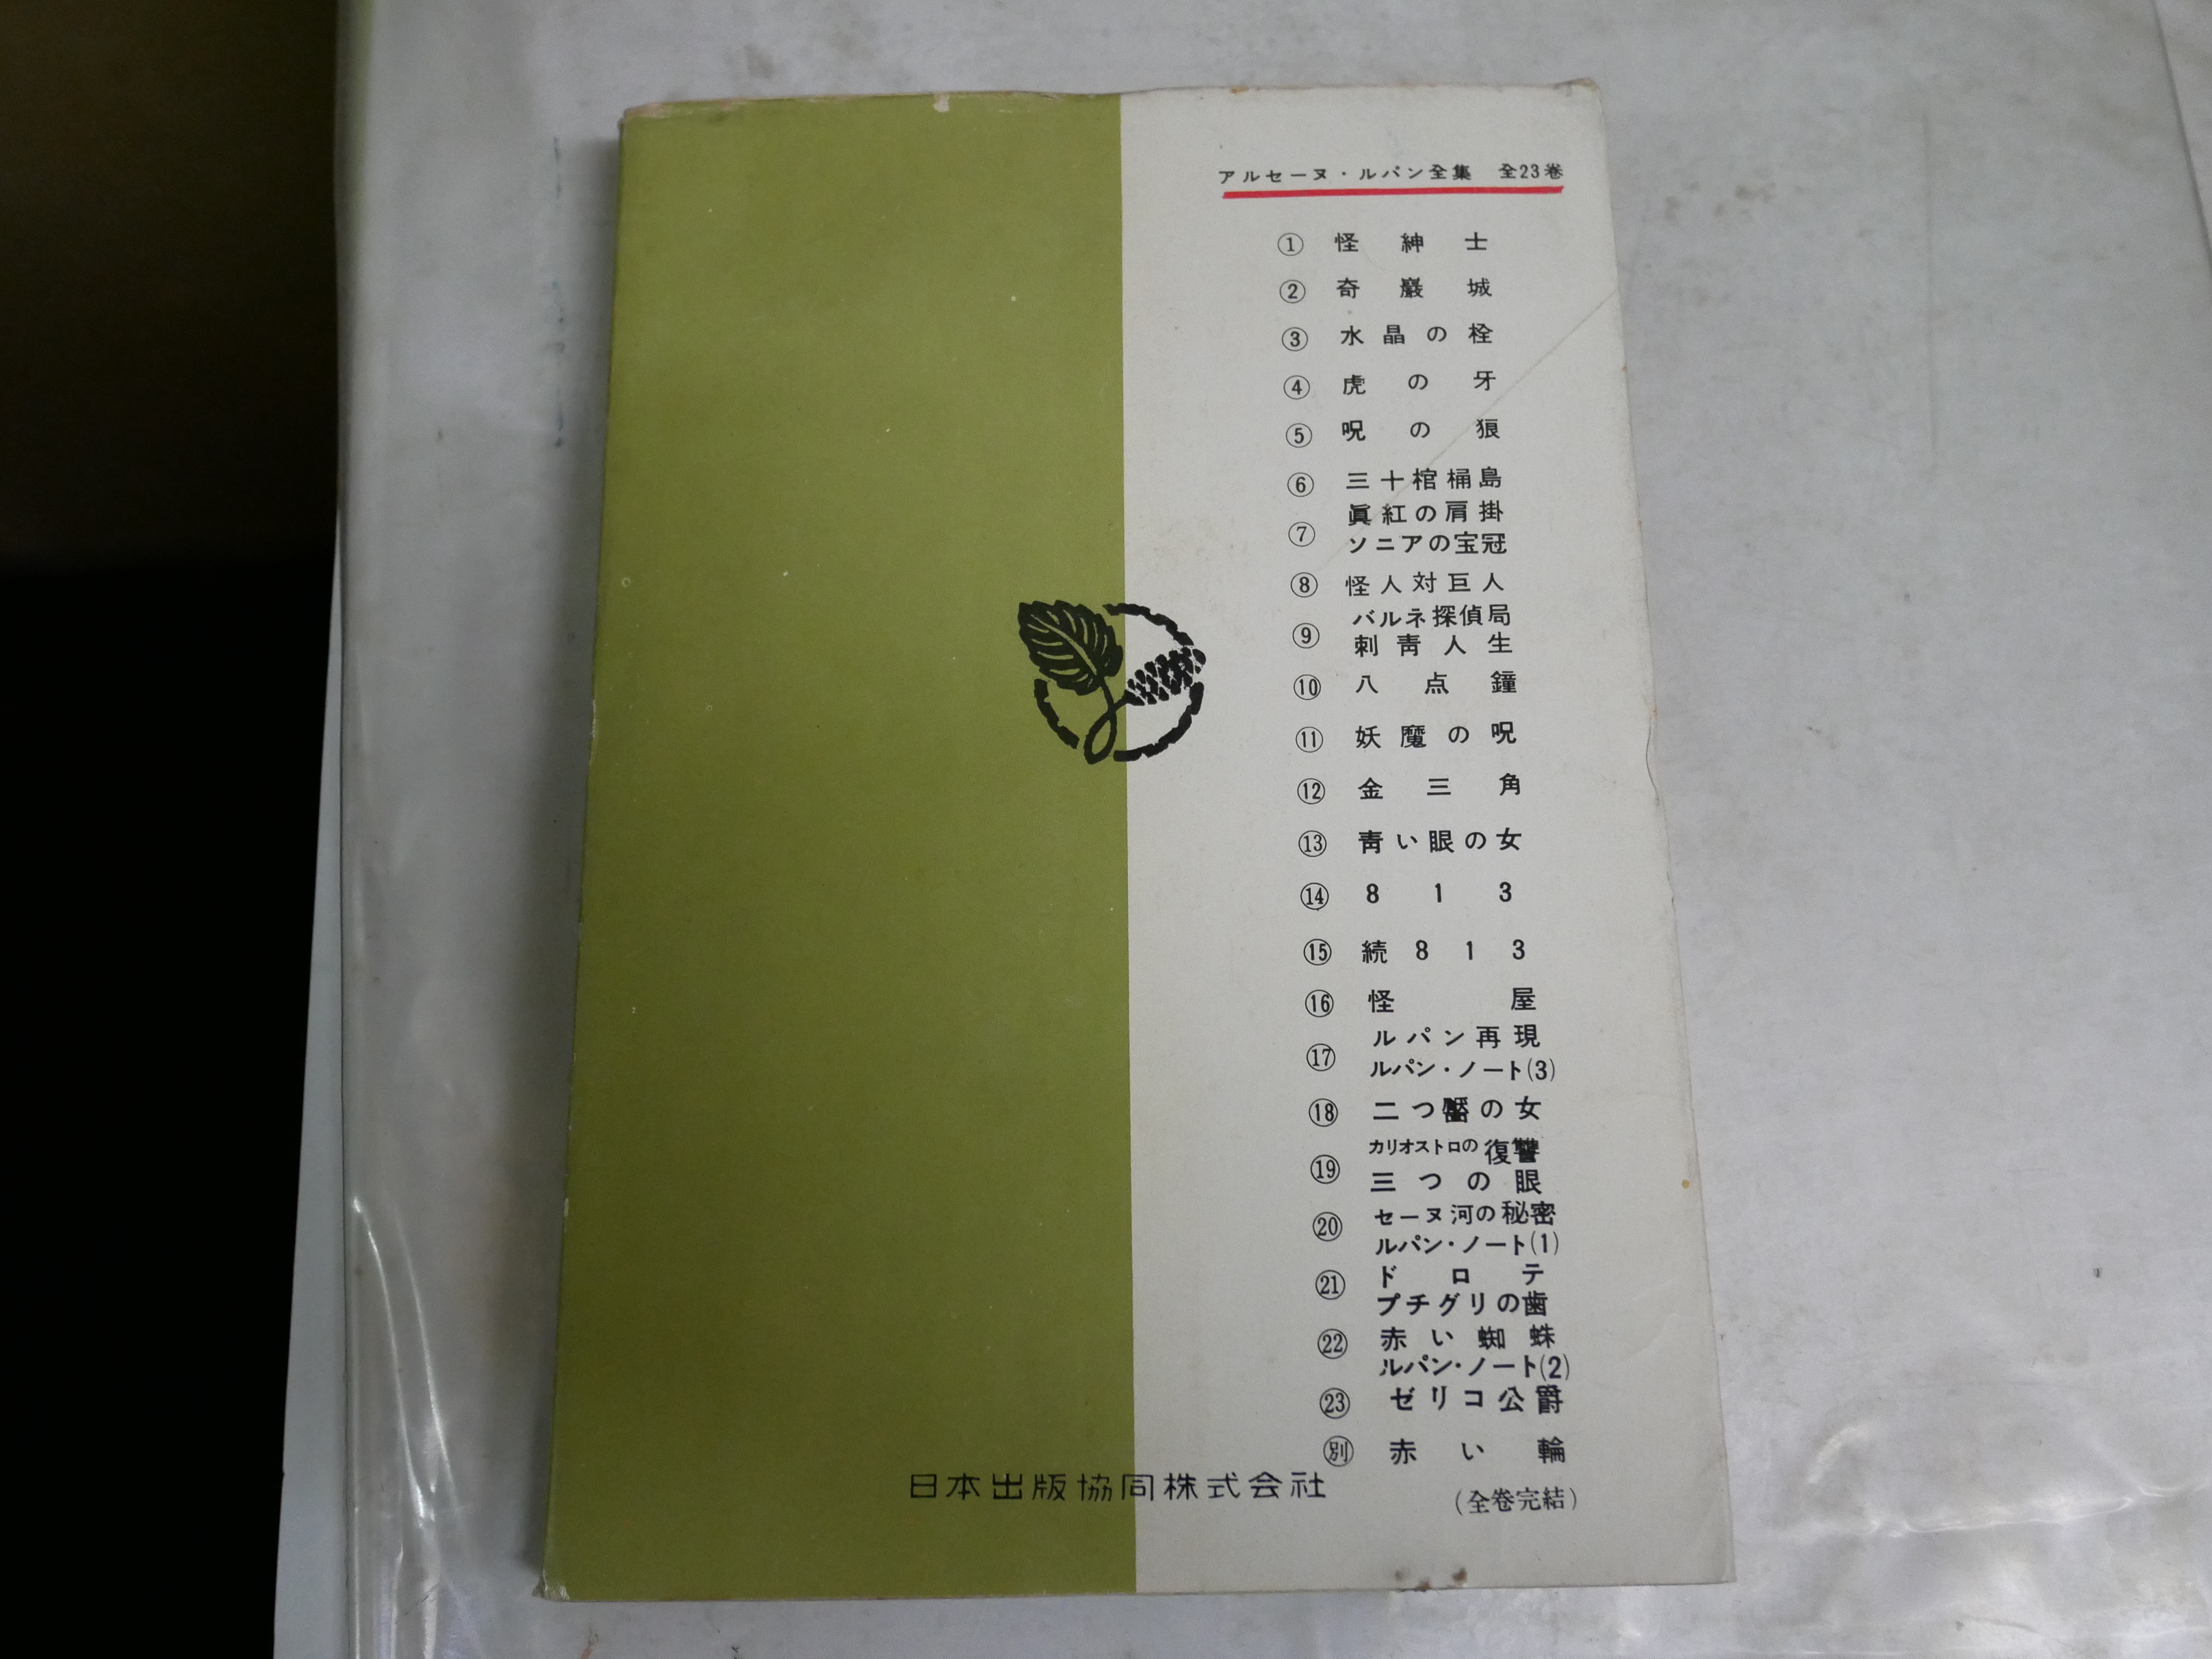 アルセーヌ・ルパン全集 全23巻
① 怪紳士
② 奇巖城
③ 水晶の栓
④ 虎の牙
⑤ 呪の狼
⑥ 三十棺桶島
⑦ 眞紅の肩掛
ソニアの宝冠
⑧ 怪人対巨人
⑨ バルネ探偵局
刺靑人生
⑩ 八点鐘
⑪ 妖魔の呪
⑫ 金三角
⑬ 靑い眼の女
⑭ 813
⑮ 続813
⑯ 怪屋
⑰ ルパン再現
ルパン・ノート(3)
⑱ 二つ靨の女
⑲ カリオストロの復讐
三つの眼
⑳ セーヌ河の秘密
ルパン・ノート(1)
㉑ ドロテ
プチグリの歯
㉒ 赤い蜘蛛
ルパン・ノート(2)
㉓ ゼリコ公爵
別 赤い輪
(全巻完結)
日本出版協同株式会社